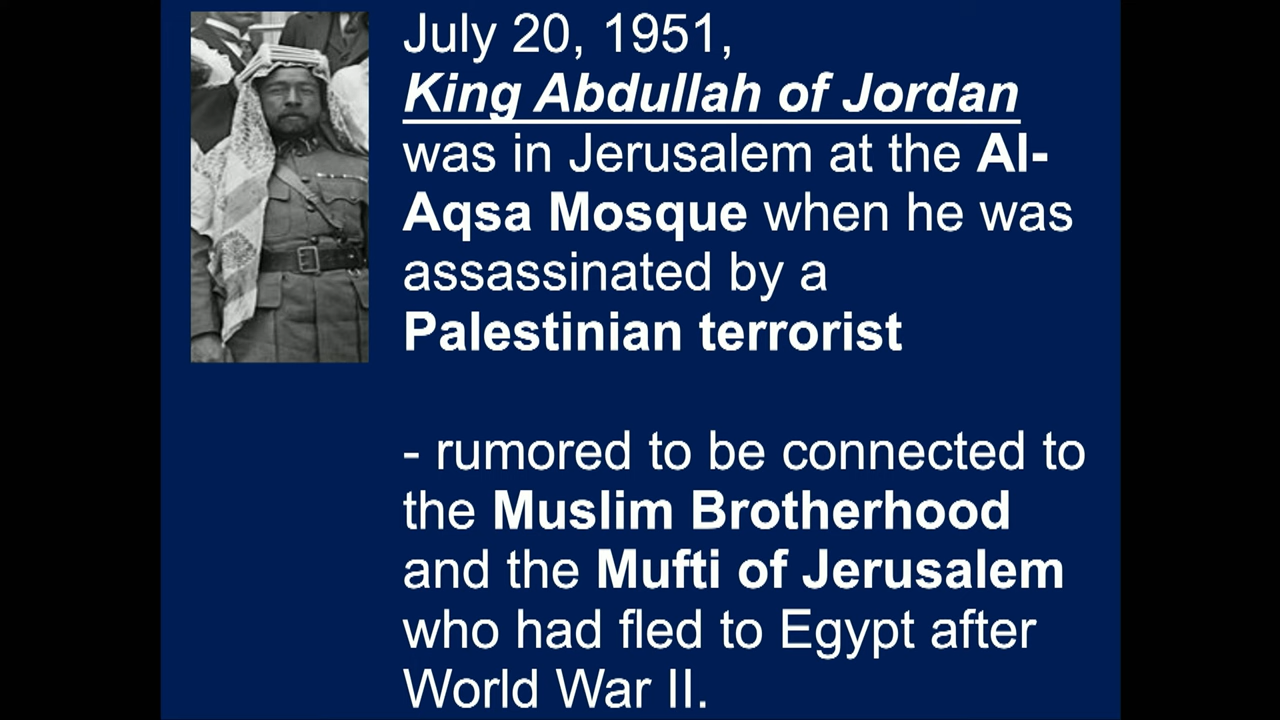 July 20, 1951,
King Abdullah of Jordan
was in Jerusalem at the Al-
Aqsa Mosque when he was
assassinated by a
Palestinian terrorist
- rumored to be connected to
the Muslim Brotherhood
and the Mufti of Jerusalem
who had fled to Egypt after
World War II.